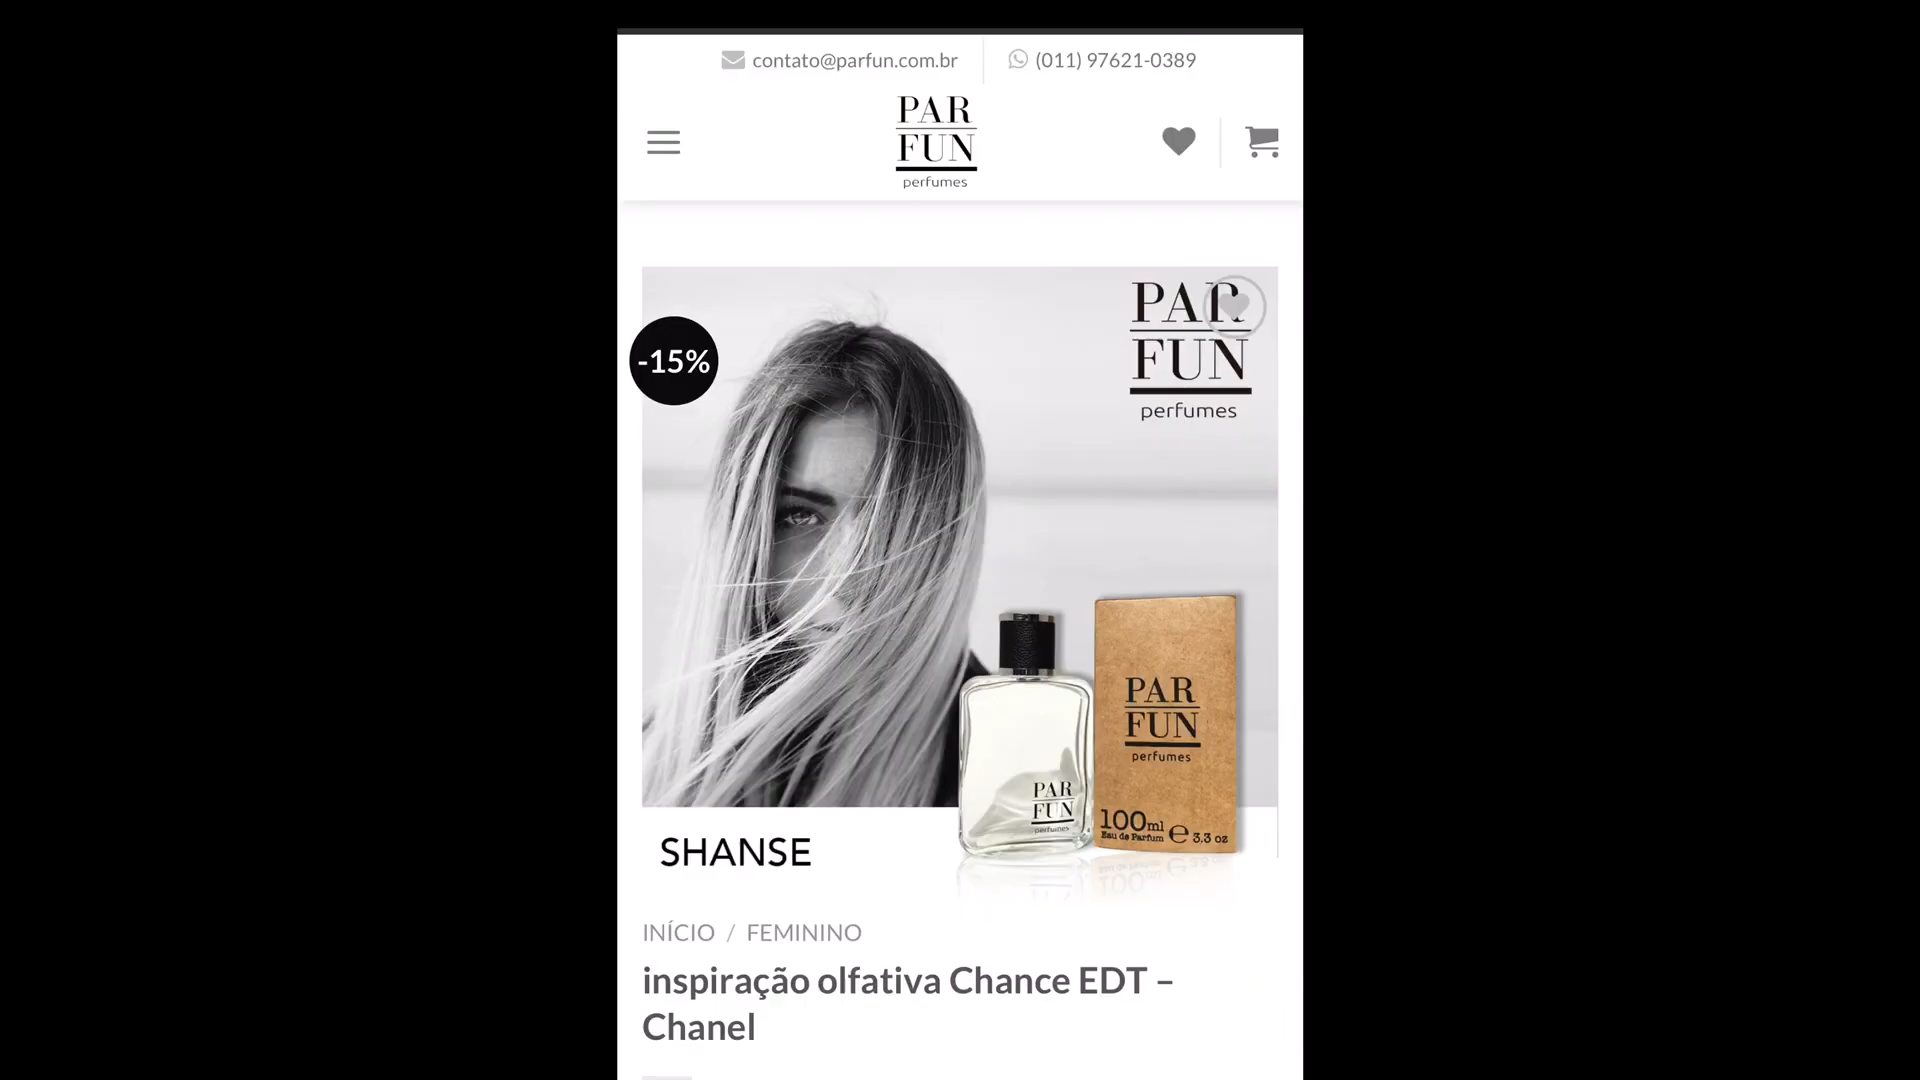 contato@parfun.com.br
(011) 97621-0389
PAR
FUN
perfumes
-15%
PAR
FUN
perfumes
PAR
FUN
perfumes
100ml
Eau de Parfum e 3,3 oz
PAR
FUN
perfumes
SHANSE
INÍCIO / FEMININO
inspiração olfativa Chance EDT –
Chanel